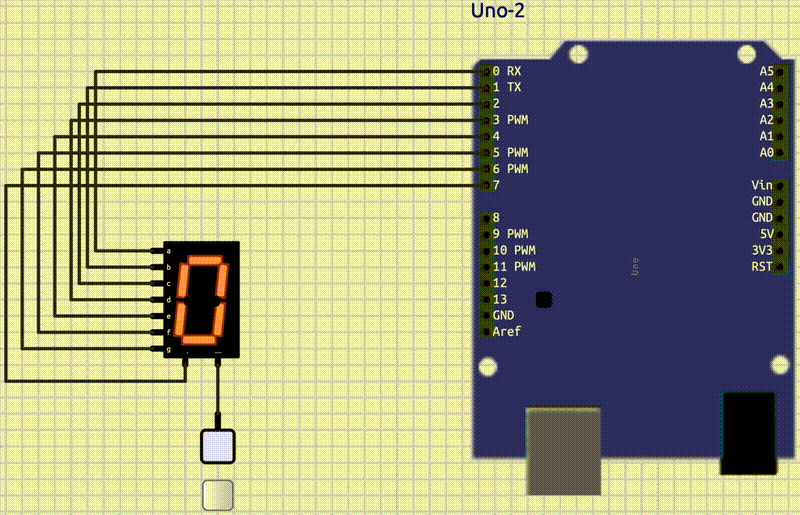 Uno-2
0 RX
1 TX
2
3 PWM
4
5 PWM
6 PWM
7
8
9 PWM
10 PWM
11 PWM
12
13
GND
Aref
A5
A4
A3
A2
A1
A0
Vin
GND
GND
5V
3V3
RST
Uno
a
b
c
d
e
f
g